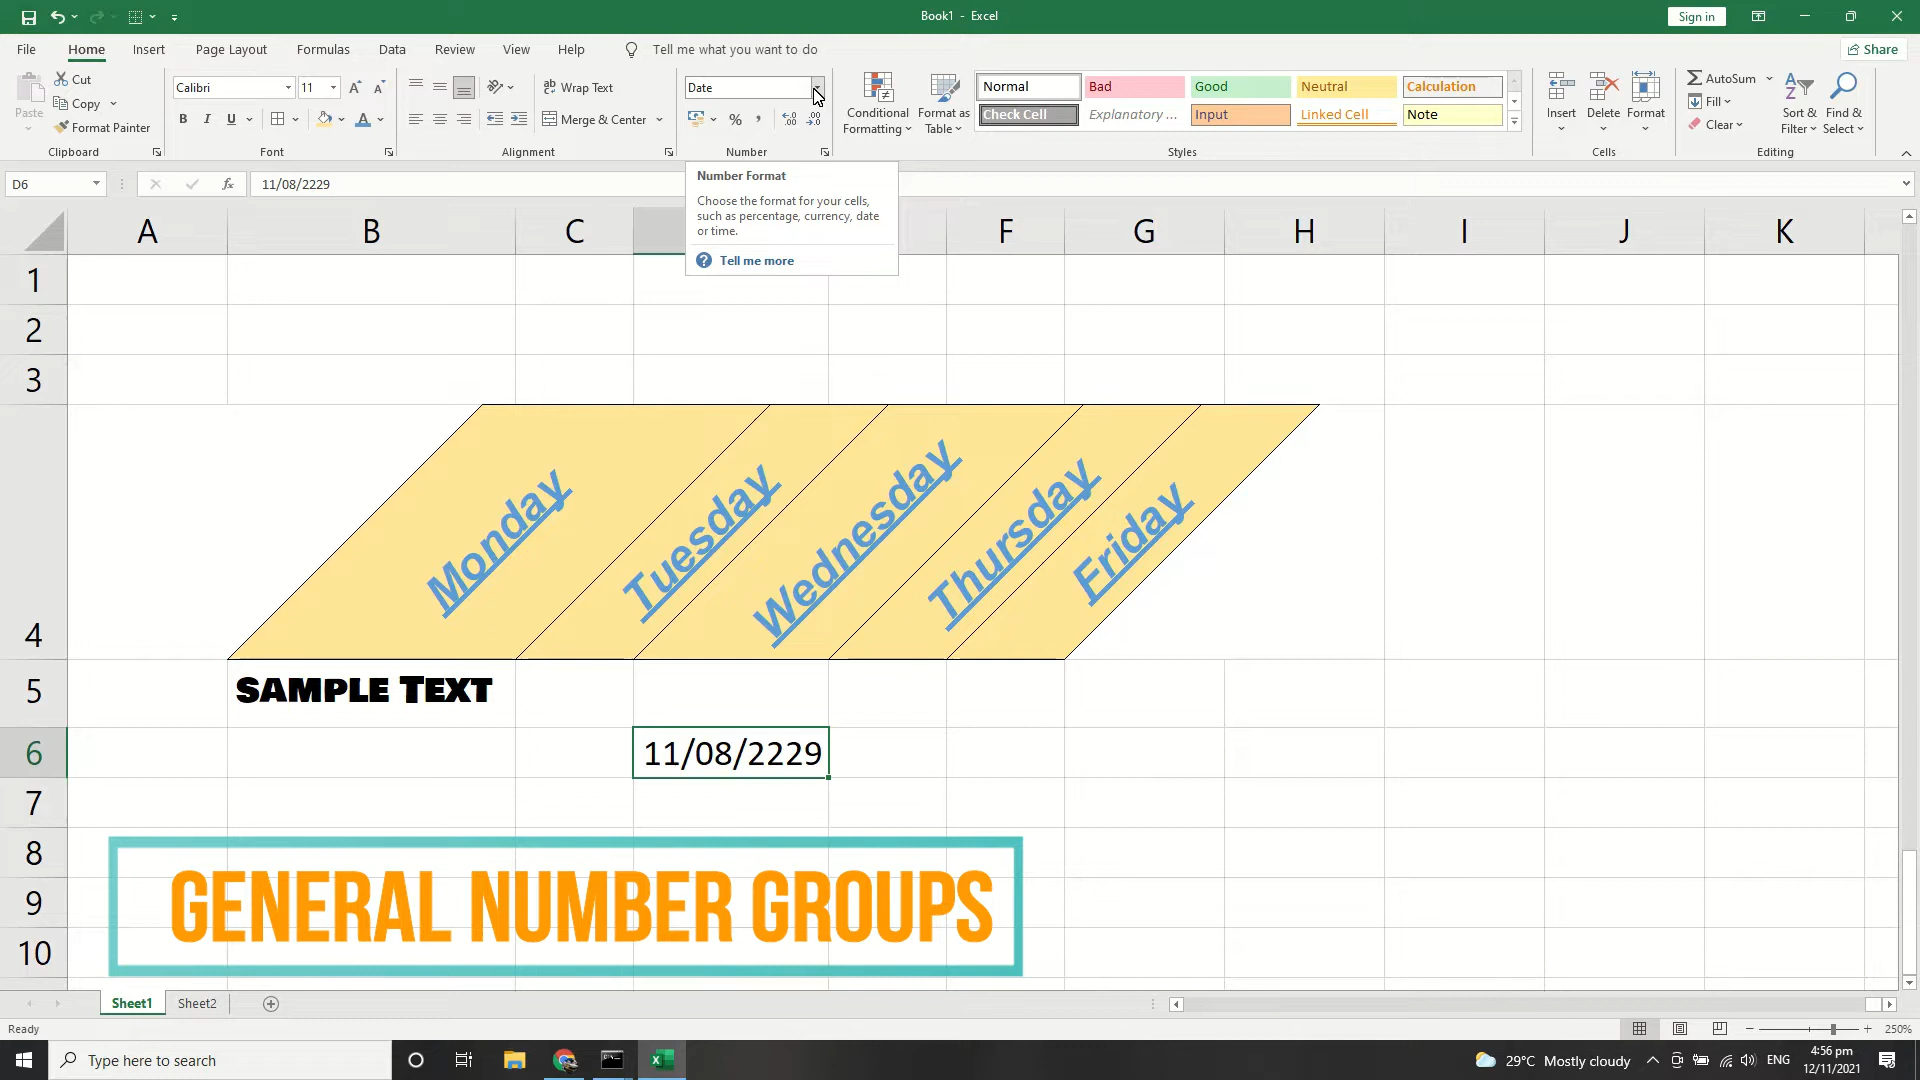 Book1 - Excel
Sign in
File Home Insert Page Layout Formulas Data Review View Help Tell me what you want to do
Share
Paste
Cut
Copy
Format Painter
Clipboard
Calibri 11
B I U
Font
Wrap Text
Merge & Center
Alignment
Date
% ,
Number
Conditional Formatting
Format as Table
Normal Bad Good Neutral Calculation
Check Cell Explanatory ... Input Linked Cell Note
Styles
Insert Delete Format
Cells
AutoSum
Fill
Clear
Sort & Filter
Find & Select
Editing
D6
fx
11/08/2229
Number Format
Choose the format for your cells,
such as percentage, currency, date
or time.
Tell me more
A B C F G H I J K
1
2
3
4
Monday Tuesday Wednesday Thursday Friday
5 SAMPLE TEXT
6 11/08/2229
7
8
9
10
GENERAL NUMBER GROUPS
Sheet1 Sheet2
Ready
250%
Type here to search
29°C Mostly cloudy
ENG
4:56 pm
12/11/2021